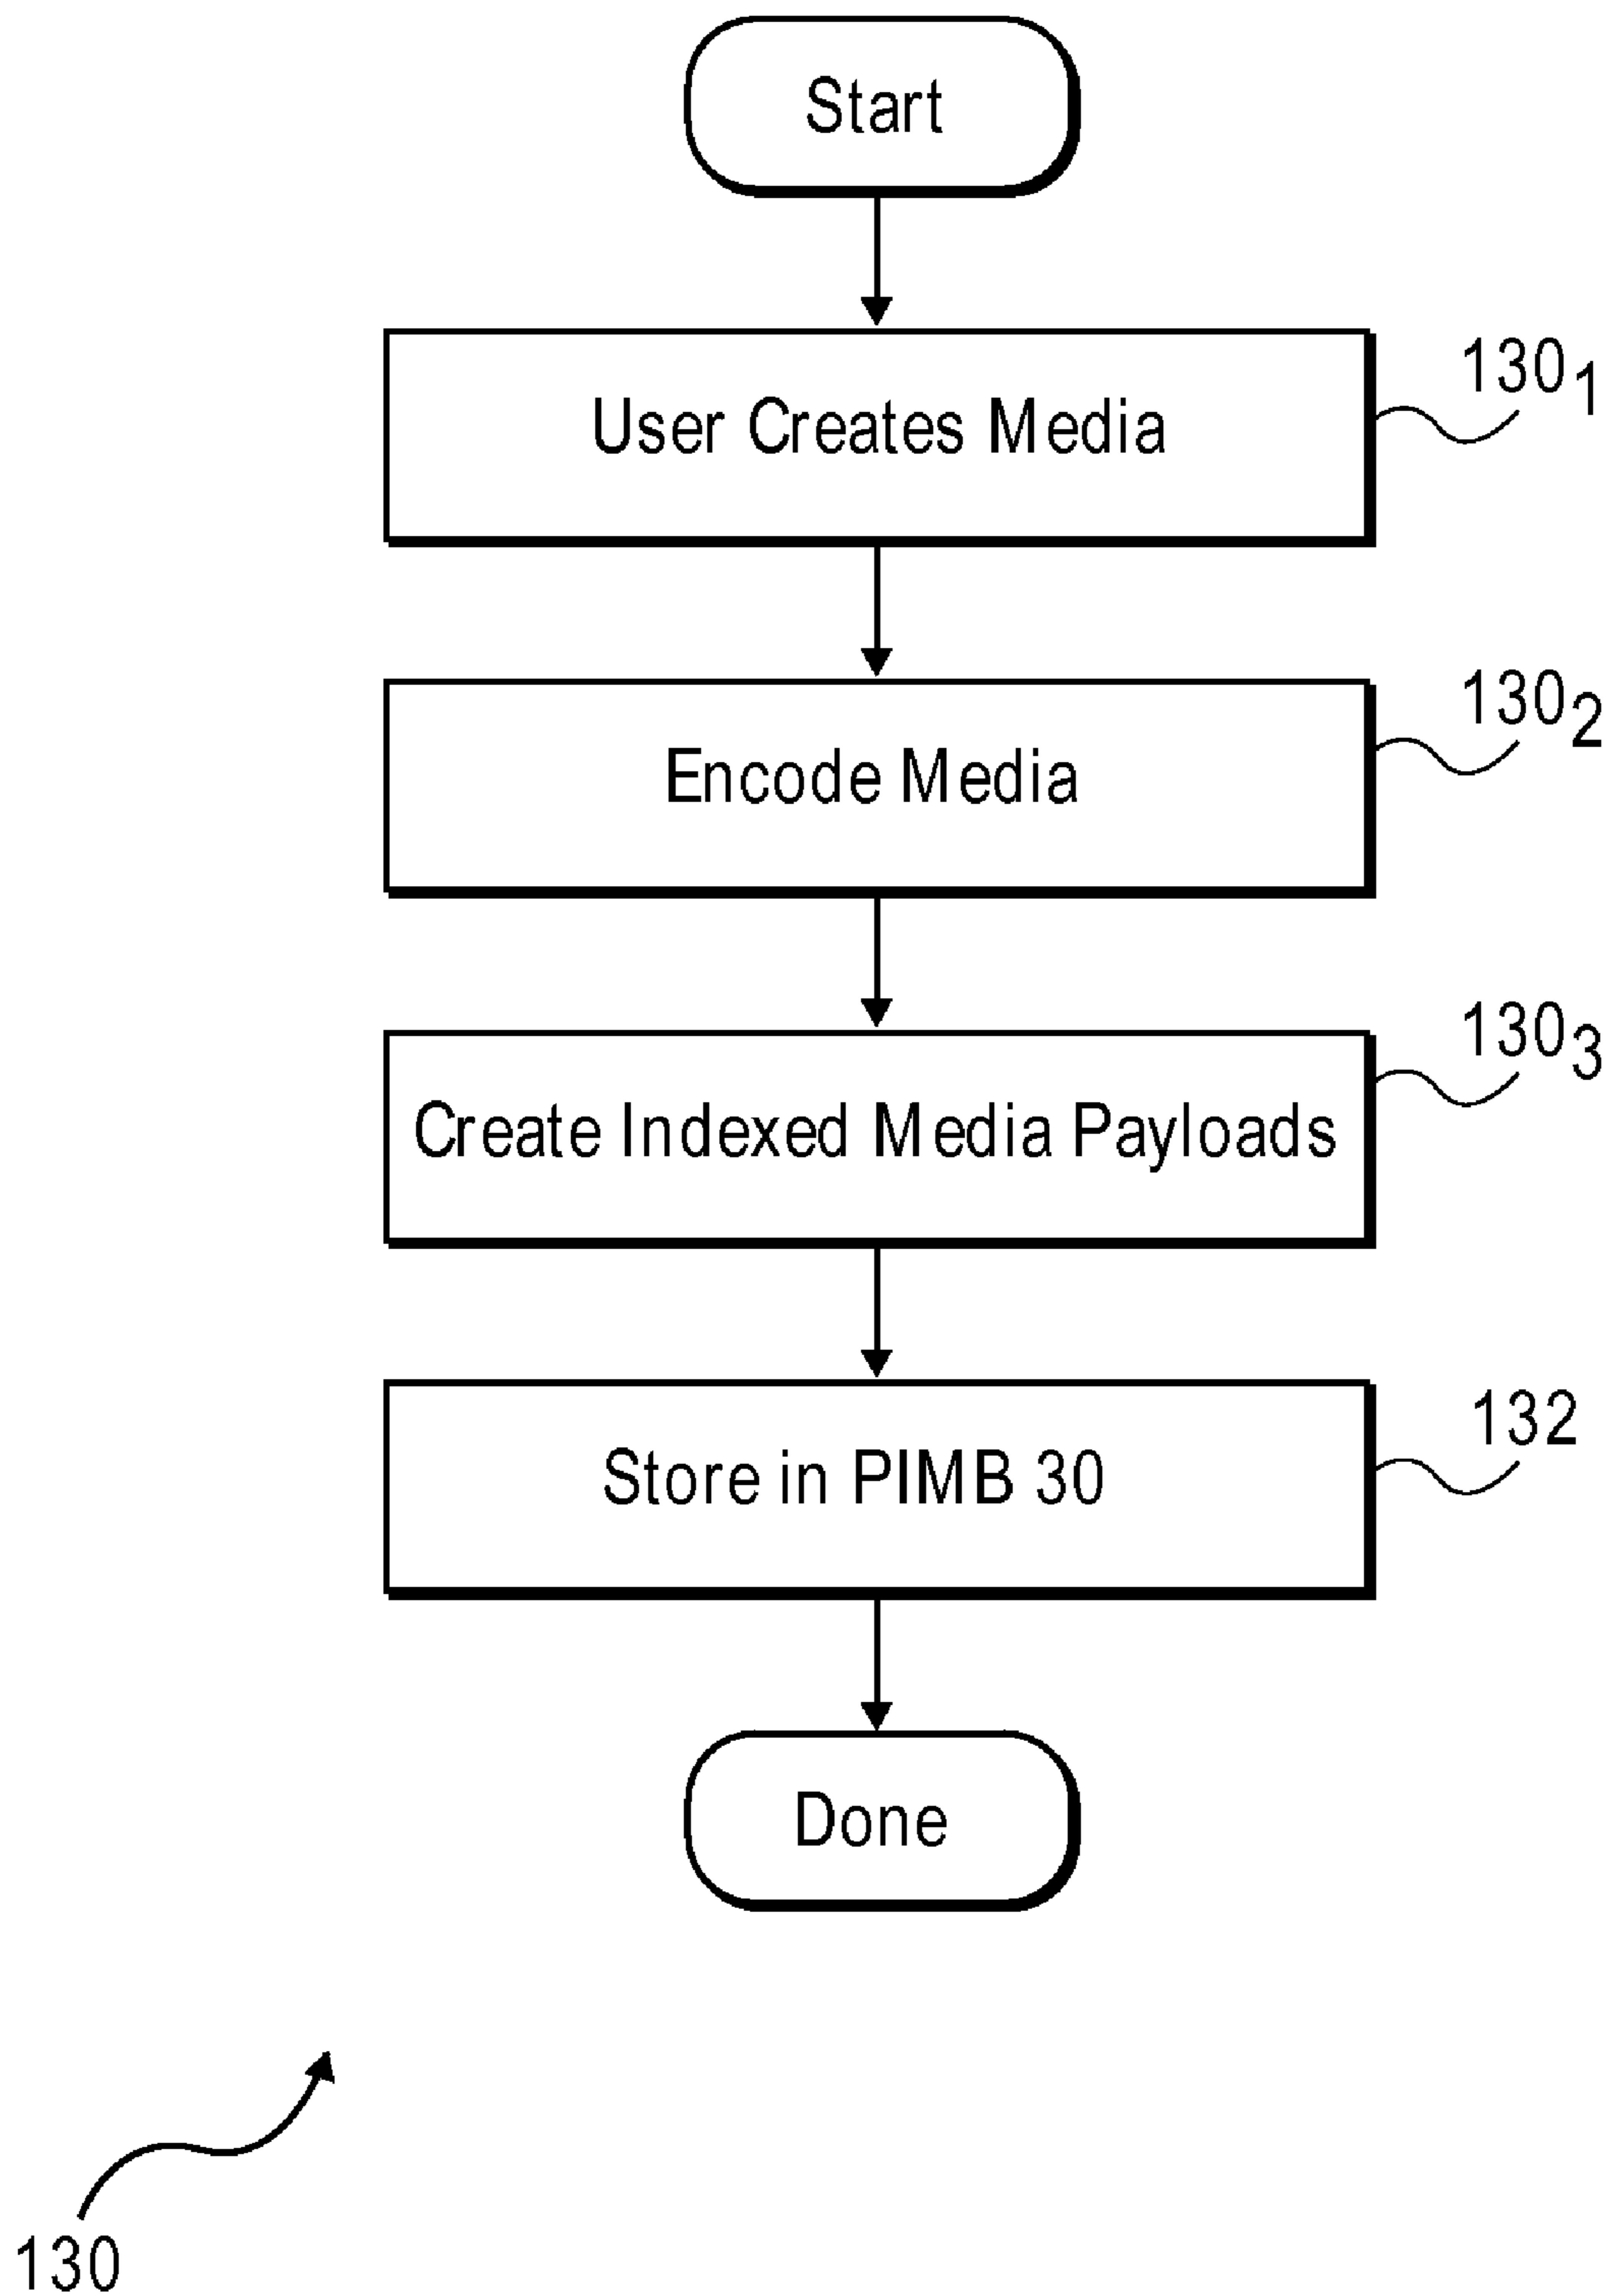 Start
User Creates Media
130₁
Encode Media
130₂
Create Indexed Media Payloads
130₃
Store in PIMB 30
132
Done
130